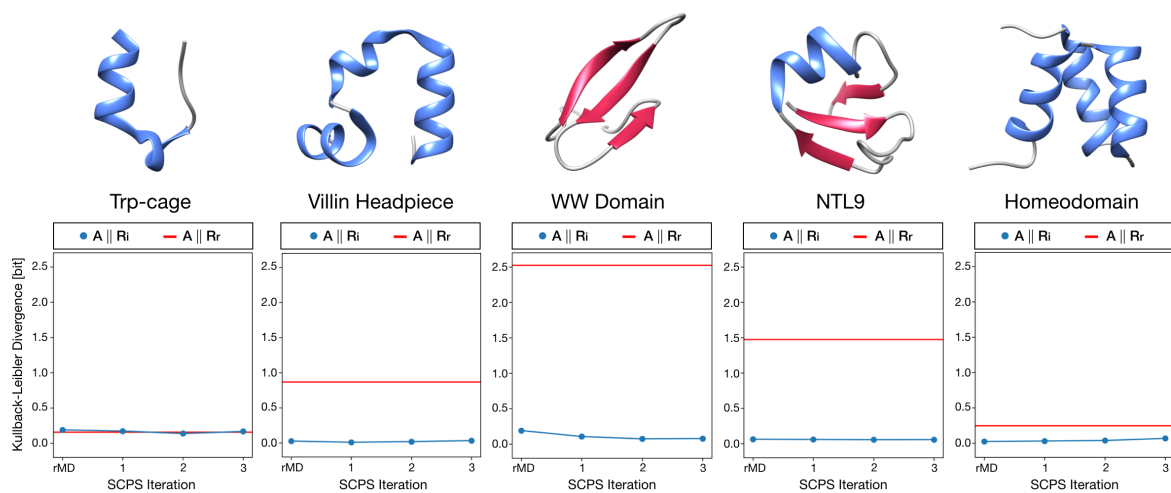 Trp-cage
Villin Headpiece
WW Domain
NTL9
Homeodomain
A || Ri
A || Rr
A || Ri
A || Rr
A || Ri
A || Rr
A || Ri
A || Rr
A || Ri
A || Rr
Kullback-Leibler Divergence [bit]
2.5
2.0
1.5
1.0
0.5
0.0
rMD 1 2 3
SCPS Iteration
2.5
2.0
1.5
1.0
0.5
0.0
rMD 1 2 3
SCPS Iteration
2.5
2.0
1.5
1.0
0.5
0.0
rMD 1 2 3
SCPS Iteration
2.5
2.0
1.5
1.0
0.5
0.0
rMD 1 2 3
SCPS Iteration
2.5
2.0
1.5
1.0
0.5
0.0
rMD 1 2 3
SCPS Iteration